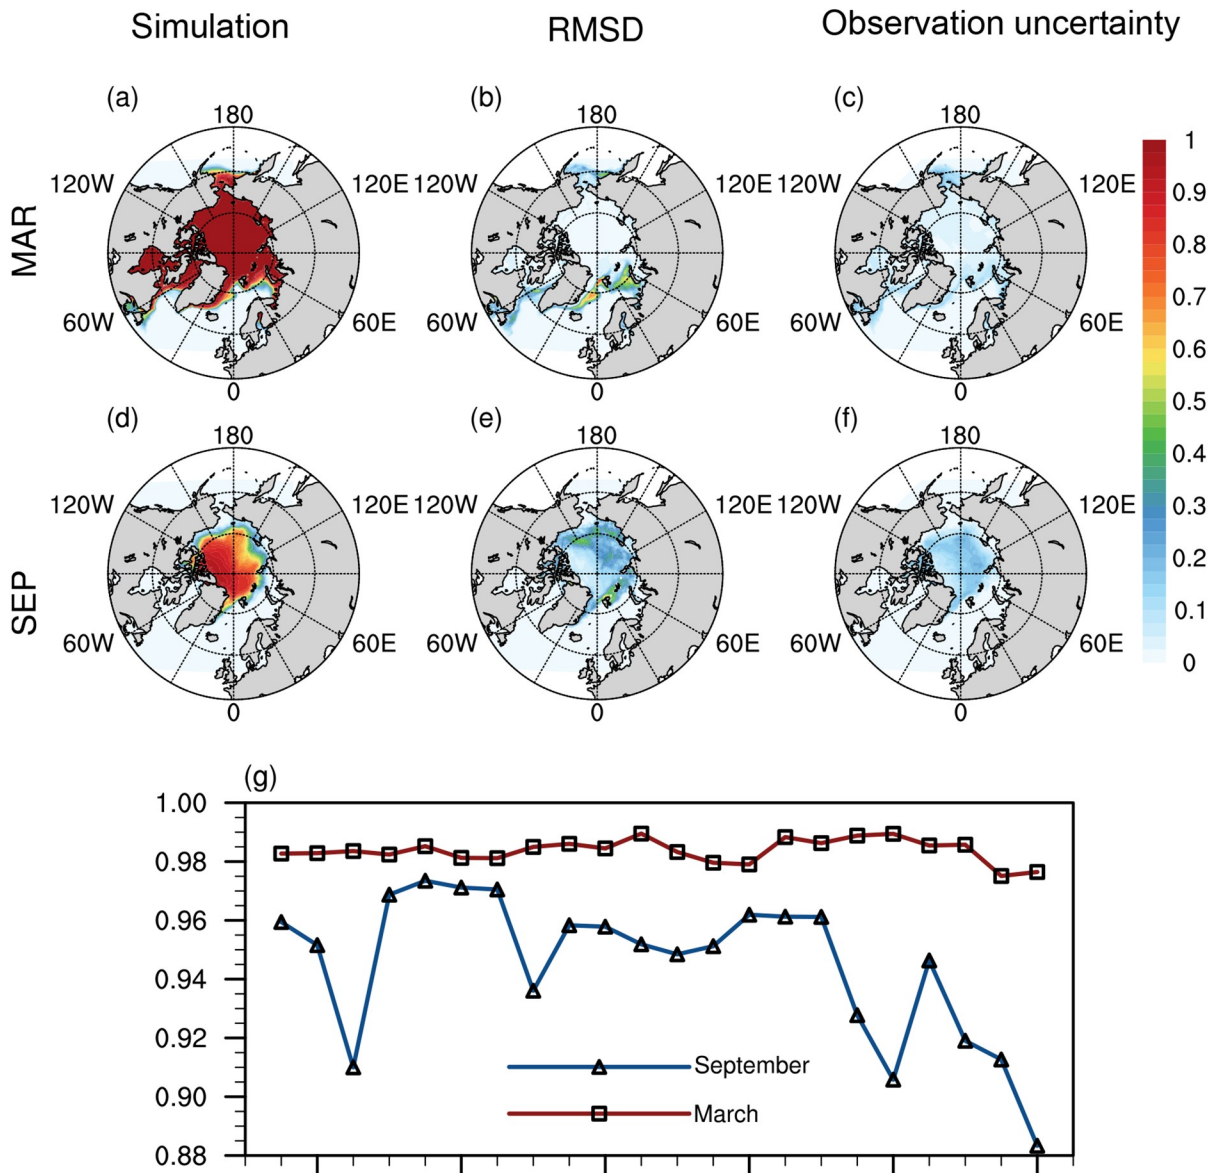 Simulation RMSD Observation uncertainty
(a) (b) (c)
180 180 180
1
120W 120E 120W 120E 120W 120E
0.9
MAR
0.8
0.7
60W 60E 60W 60E 60W 60E
0.6
0 0 0
0.5
(d) (e) (f)
180 180 180
0.4
120W 120E 120W 120E 120W 120E
0.3
0.2
SEP
0.1
60W 60E 60W 60E 60W 60E
0
0 0 0
(g)
1.00
0.98
0.96
0.94
0.92
September
0.90
March
0.88